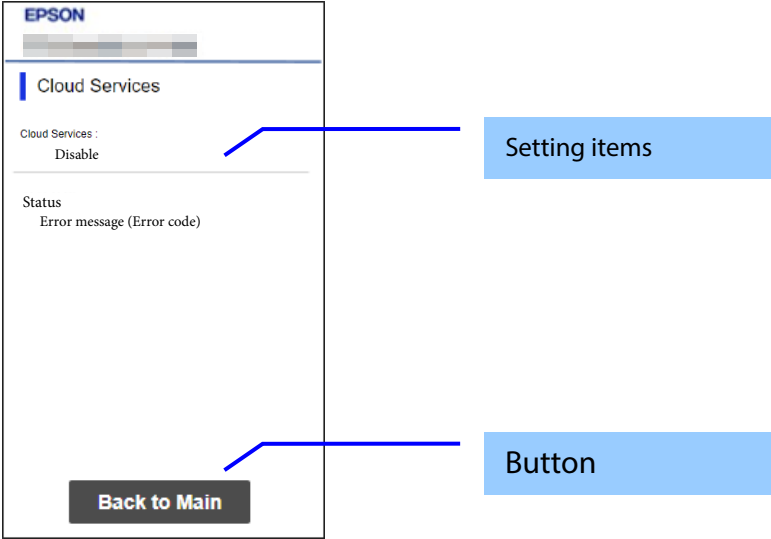 EPSON
Cloud Services
Cloud Services :
Disable
Setting items
Status
Error message (Error code)
Button
Back to Main